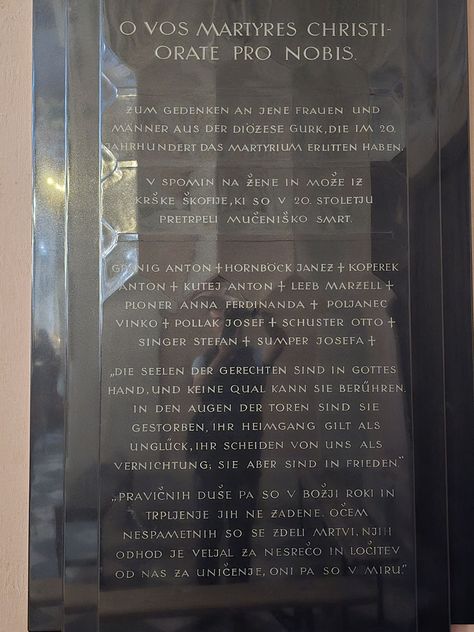 O VOS MARTYRES CHRISTI-
ORATE PRO NOBIS.
ZUM GEDENKEN AN JENE FRAUEN UND
MÄNNER AUS DER DIÖZESE GURK, DIE IM 20.
JAHRHUNDERT DAS MARTYRIUM ERLITTEN HABEN.
V SPOMIN NA ŽENE IN MOŽE IZ
KRŠKE ŠKOFIJE, KI SO V 20. STOLETJU
PRETRPELI MUČENIŠKO SMRT.
ANTON † HORNBÖCK JANEZ † KOPEREK
ANTON † KUTEJ ANTON † LEEB MARZELL †
PLONER ANNA FERDINANDA † POLJANEC
VINKO † POLLAK JOSEF † SCHUSTER OTTO †
SINGER STEFAN † SUMPER JOSEFA †
„DIE SEELEN DER GERECHTEN SIND IN GOTTES
HAND, UND KEINE QUAL KANN SIE BERÜHREN.
IN DEN AUGEN DER TOREN SIND SIE
GESTORBEN, IHR HEIMGANG GILT ALS
UNGLÜCK, IHR SCHEIDEN VON UNS ALS
VERNICHTUNG; SIE ABER SIND IN FRIEDEN“
„PRAVIČNIH DUŠE PA SO V BOŽJI ROKI IN
TRPLJENJE JIH NE ZADENE. OČEM
NESPAMETNIH SO SE ZDELI MRTVI, NJIH
ODHOD JE VELJAL ZA NESREČO IN LOČITEV
OD NAS ZA UNIČENJE, ONI PA SO V MIRU.“